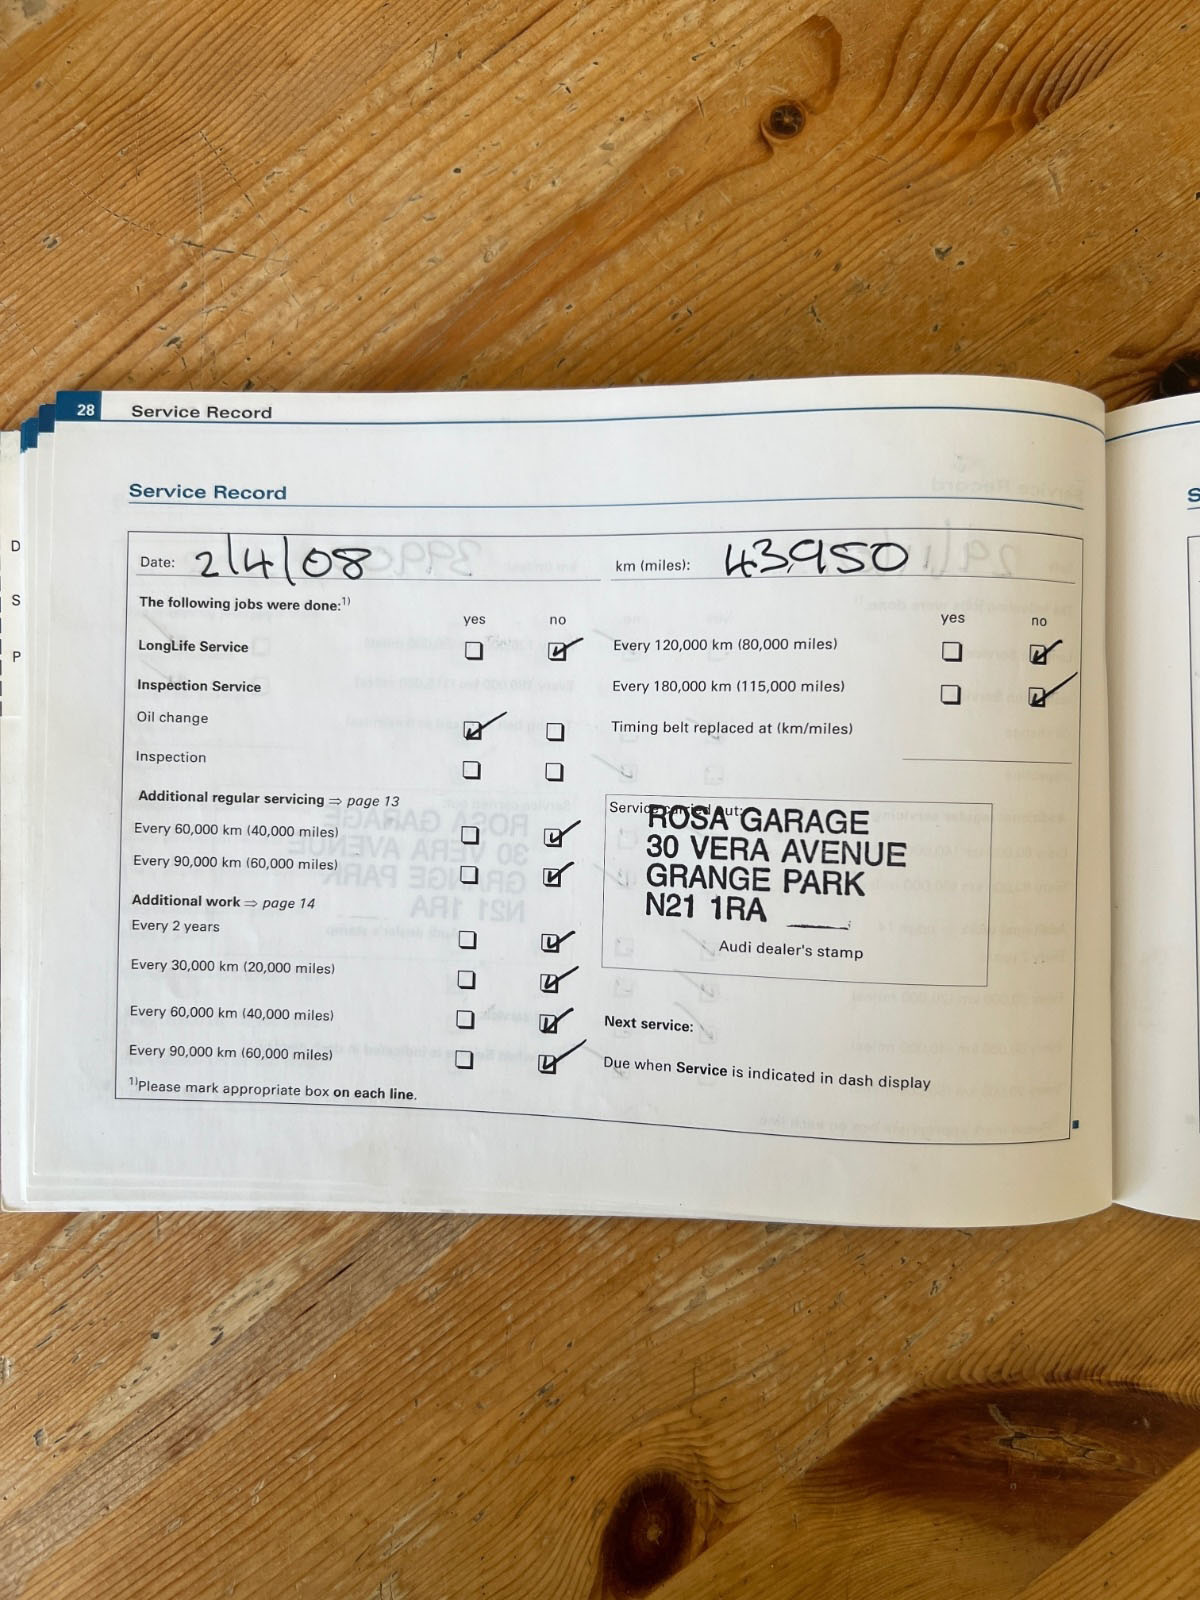 28 Service Record
Service Record
Date: 2/4/08
km (miles): 43,950
The following jobs were done:1)
yes no
LongLife Service
Inspection Service
Oil change
Inspection
Additional regular servicing ⇒ page 13
Every 60,000 km (40,000 miles)
Every 90,000 km (60,000 miles)
Additional work ⇒ page 14
Every 2 years
Every 30,000 km (20,000 miles)
Every 60,000 km (40,000 miles)
Every 90,000 km (60,000 miles)
1)Please mark appropriate box on each line.
yes no
Every 120,000 km (80,000 miles)
Every 180,000 km (115,000 miles)
Timing belt replaced at (km/miles)
Service carried out:
ROSA GARAGE
30 VERA AVENUE
GRANGE PARK
N21 1RA
Audi dealer's stamp
Next service:
Due when Service is indicated in dash display
D
S
P
S